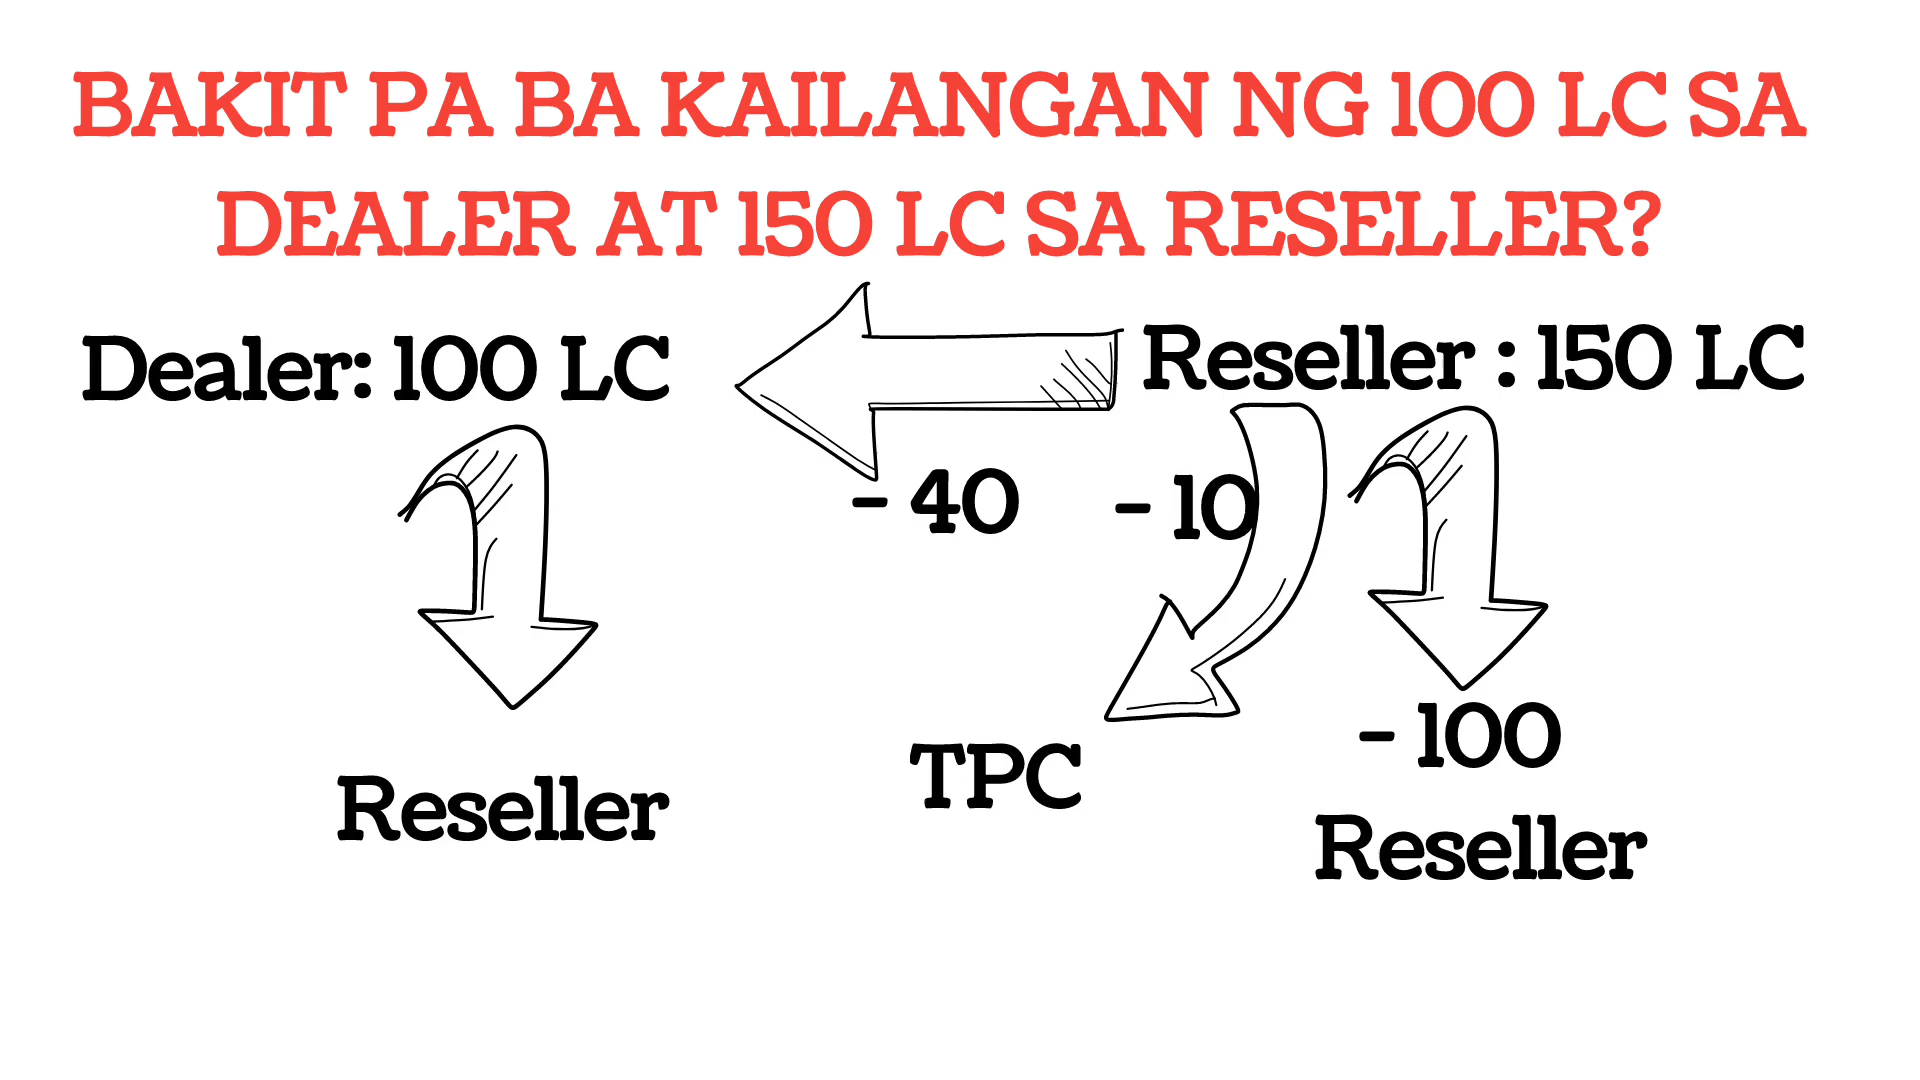 BAKIT PA BA KAILANGAN NG 100 LC SA
DEALER AT 150 LC SA RESELLER?
Dealer: 100 LC
Reseller : 150 LC
- 40
- 10
- 100
TPC
Reseller
Reseller